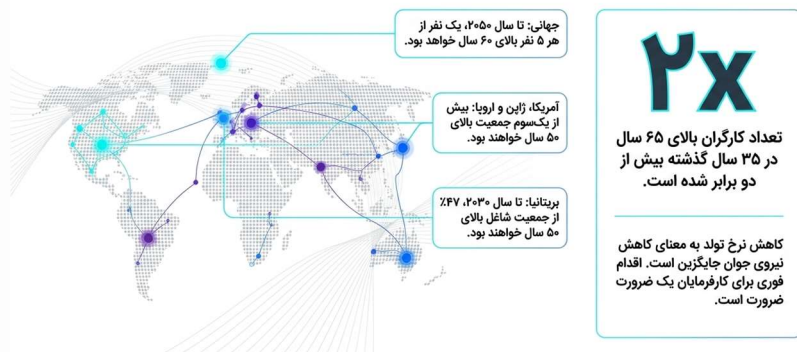 2x
تعداد کارگران بالای ۶۵ سال
در ۳۵ سال گذشته بیش از
دو برابر شده است.
کاهش نرخ تولد به معنای کاهش
نیروی جوان جایگزین است. اقدام
فوری برای کارفرمایان یک ضرورت
ضرورت است.
جهانی: تا سال ۲۰۵۰، یک نفر از
هر ۵ نفر بالای ۶۰ سال خواهد بود.
آمریکا، ژاپن و اروپا: بیش
از یک‌سوم جمعیت بالای
۵۰ سال خواهند بود.
بریتانیا: تا سال ۲۰۳۰، ۴۷٪
از جمعیت شاغل بالای
۵۰ سال خواهند بود.